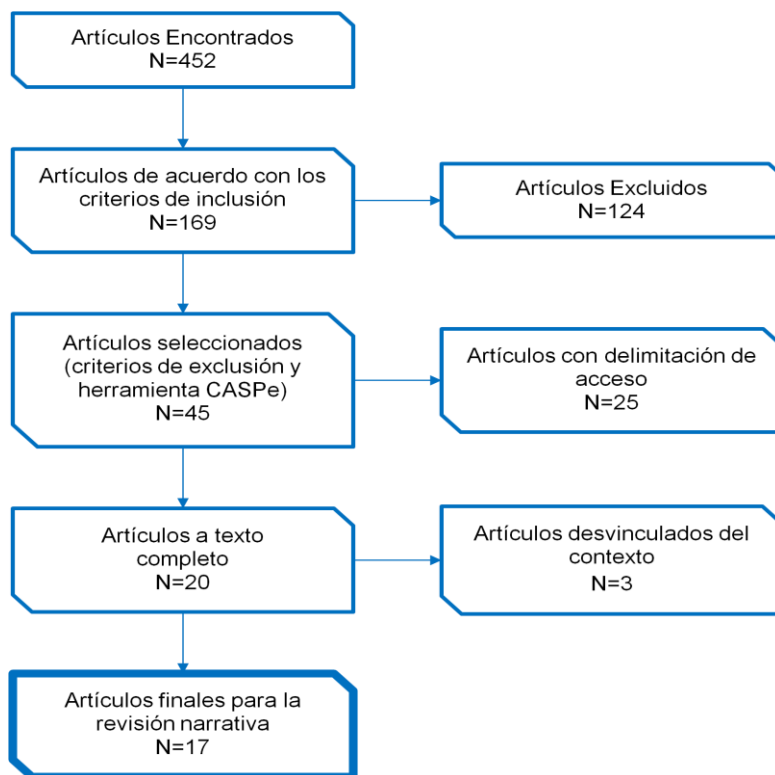 Artículos Encontrados
N=452
Artículos de acuerdo con los
criterios de inclusión
N=169
Artículos Excluidos
N=124
Artículos seleccionados
(criterios de exclusión y
herramienta CASPe)
N=45
Artículos con delimitación de
acceso
N=25
Artículos a texto
completo
N=20
Artículos desvinculados del
contexto
N=3
Artículos finales para la
revisión narrativa
N=17